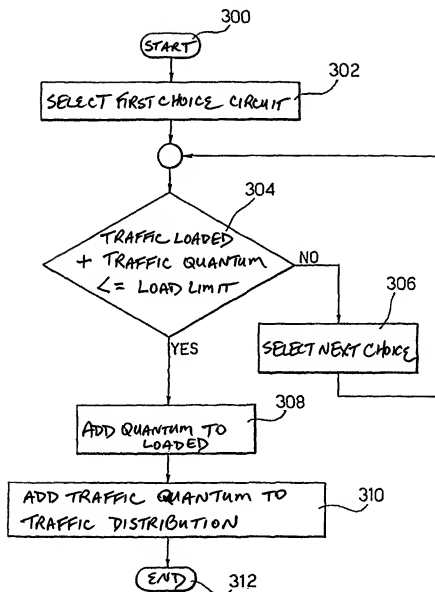 300
START
302
SELECT FIRST CHOICE CIRCUIT
304
TRAFFIC LOADED
+ TRAFFIC QUANTUM
<= LOAD LIMIT
NO
306
SELECT NEXT CHOICE
YES
308
ADD QUANTUM TO
LOADED
310
ADD TRAFFIC QUANTUM TO
TRAFFIC DISTRIBUTION
END
312